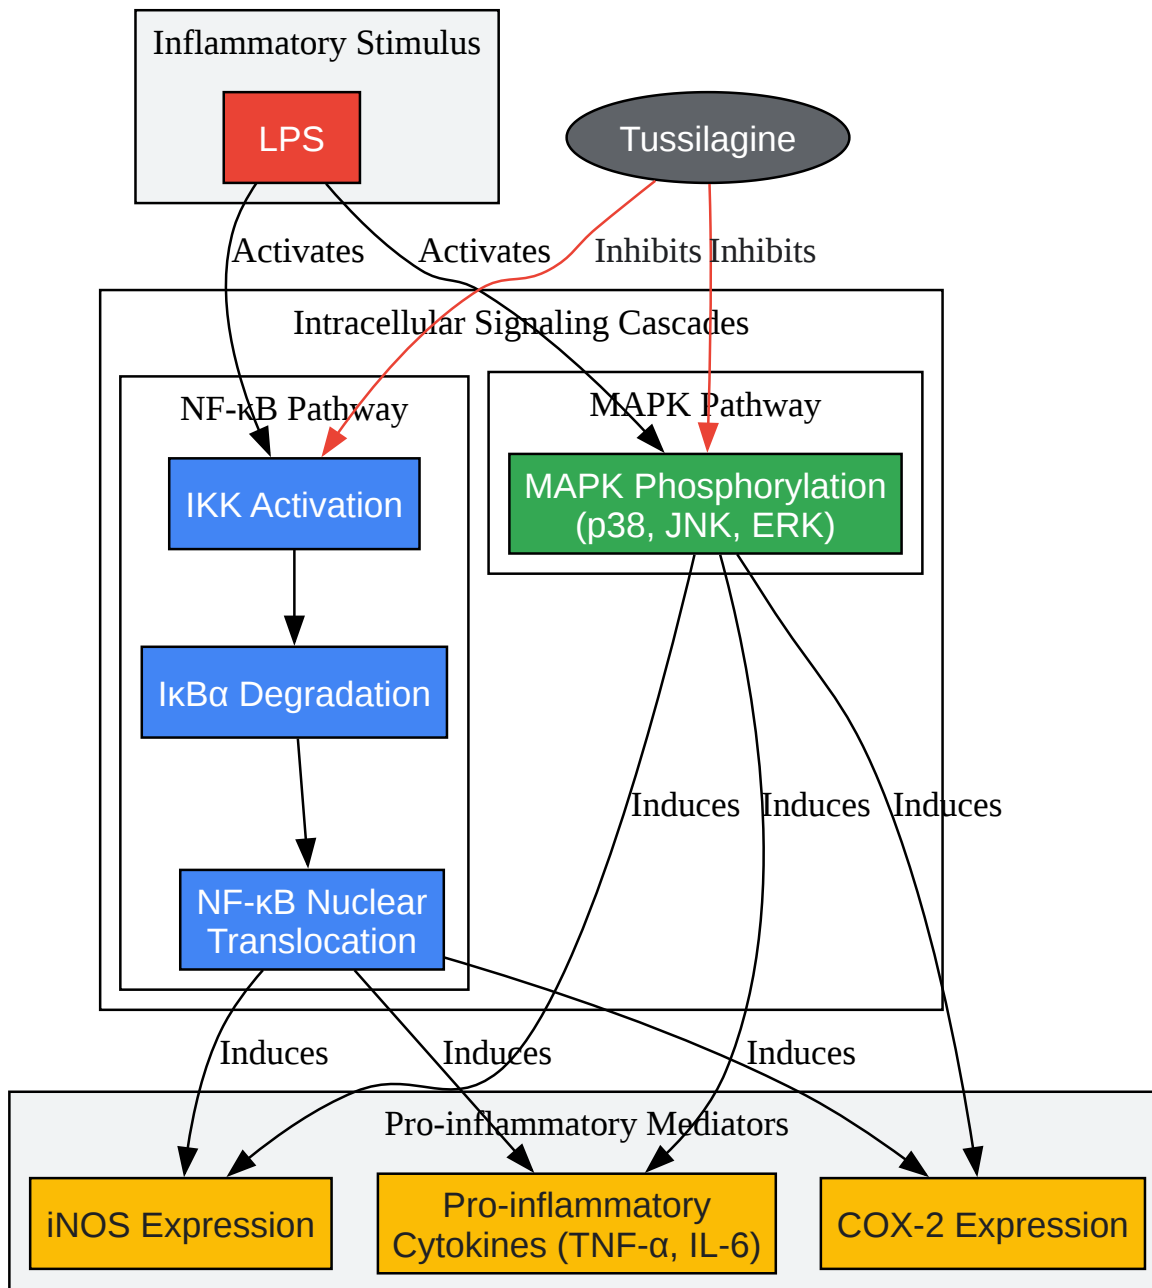 Inflammatory Stimulus
LPS
Tussilagine
Activates
Activates
Inhibits
Inhibits
Intracellular Signaling Cascades
NF-κB Pathway
MAPK Pathway
IKK Activation
MAPK Phosphorylation
(p38, JNK, ERK)
IκBα Degradation
Induces
Induces
Induces
NF-κB Nuclear
Translocation
Induces
Induces
Induces
Pro-inflammatory Mediators
iNOS Expression
Pro-inflammatory
Cytokines (TNF-α, IL-6)
COX-2 Expression